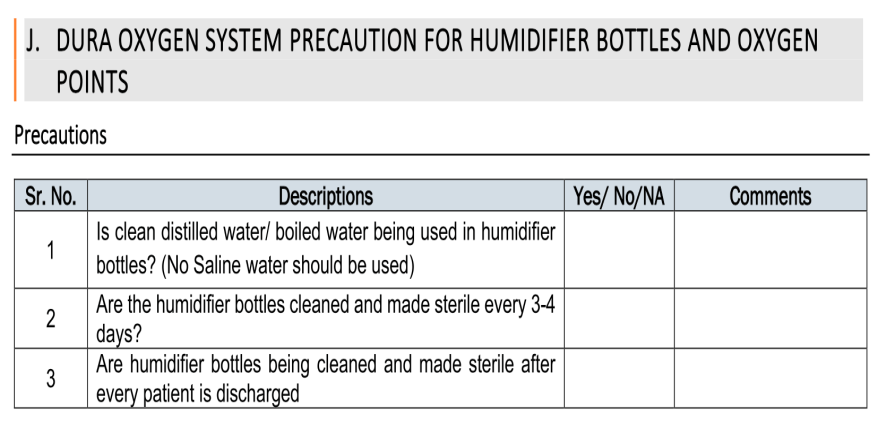 J. DURA OXYGEN SYSTEM PRECAUTION FOR HUMIDIFIER BOTTLES AND OXYGEN
POINTS
Precautions
Sr. No. Descriptions Yes/ No/NA Comments
1 Is clean distilled water/ boiled water being used in humidifier
bottles? (No Saline water should be used)
2 Are the humidifier bottles cleaned and made sterile every 3-4
days?
3 Are humidifier bottles being cleaned and made sterile after
every patient is discharged